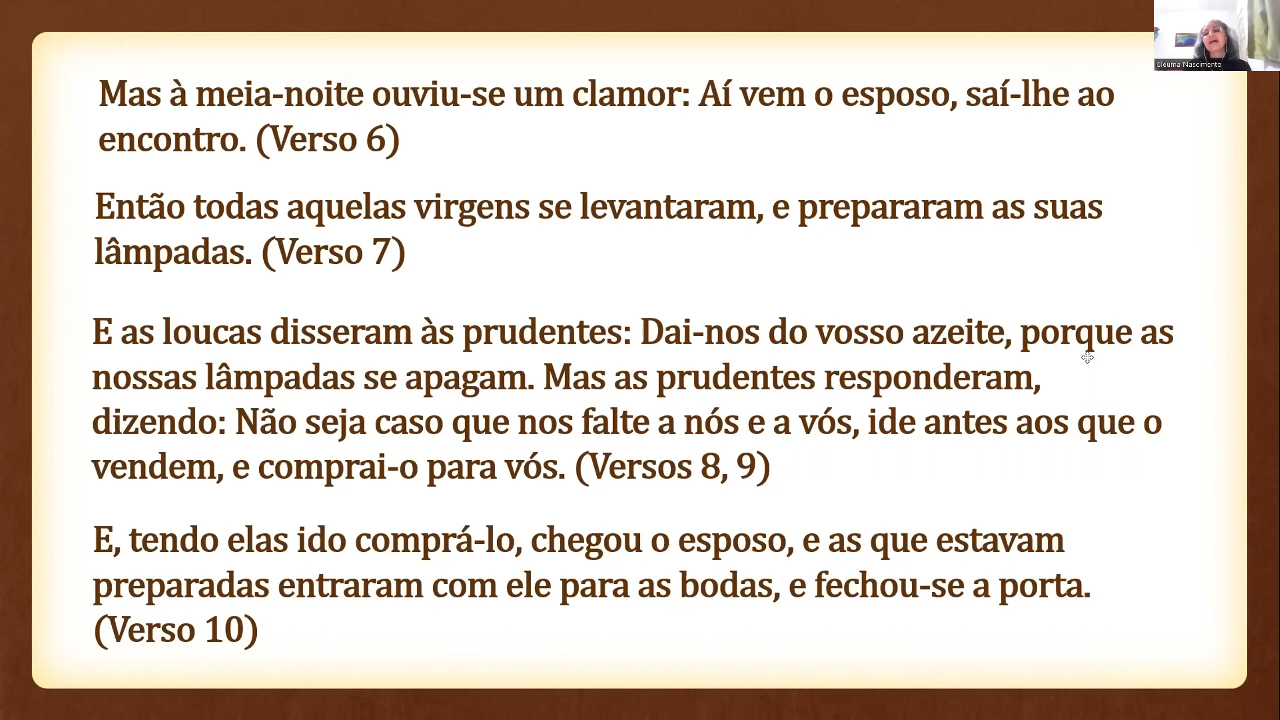 Cleuma Nascimento
Mas à meia-noite ouviu-se um clamor: Aí vem o esposo, saí-lhe ao
encontro. (Verso 6)
Então todas aquelas virgens se levantaram, e prepararam as suas
lâmpadas. (Verso 7)
E as loucas disseram às prudentes: Dai-nos do vosso azeite, porque as
nossas lâmpadas se apagam. Mas as prudentes responderam,
dizendo: Não seja caso que nos falte a nós e a vós, ide antes aos que o
vendem, e comprai-o para vós. (Versos 8, 9)
E, tendo elas ido comprá-lo, chegou o esposo, e as que estavam
preparadas entraram com ele para as bodas, e fechou-se a porta.
(Verso 10)